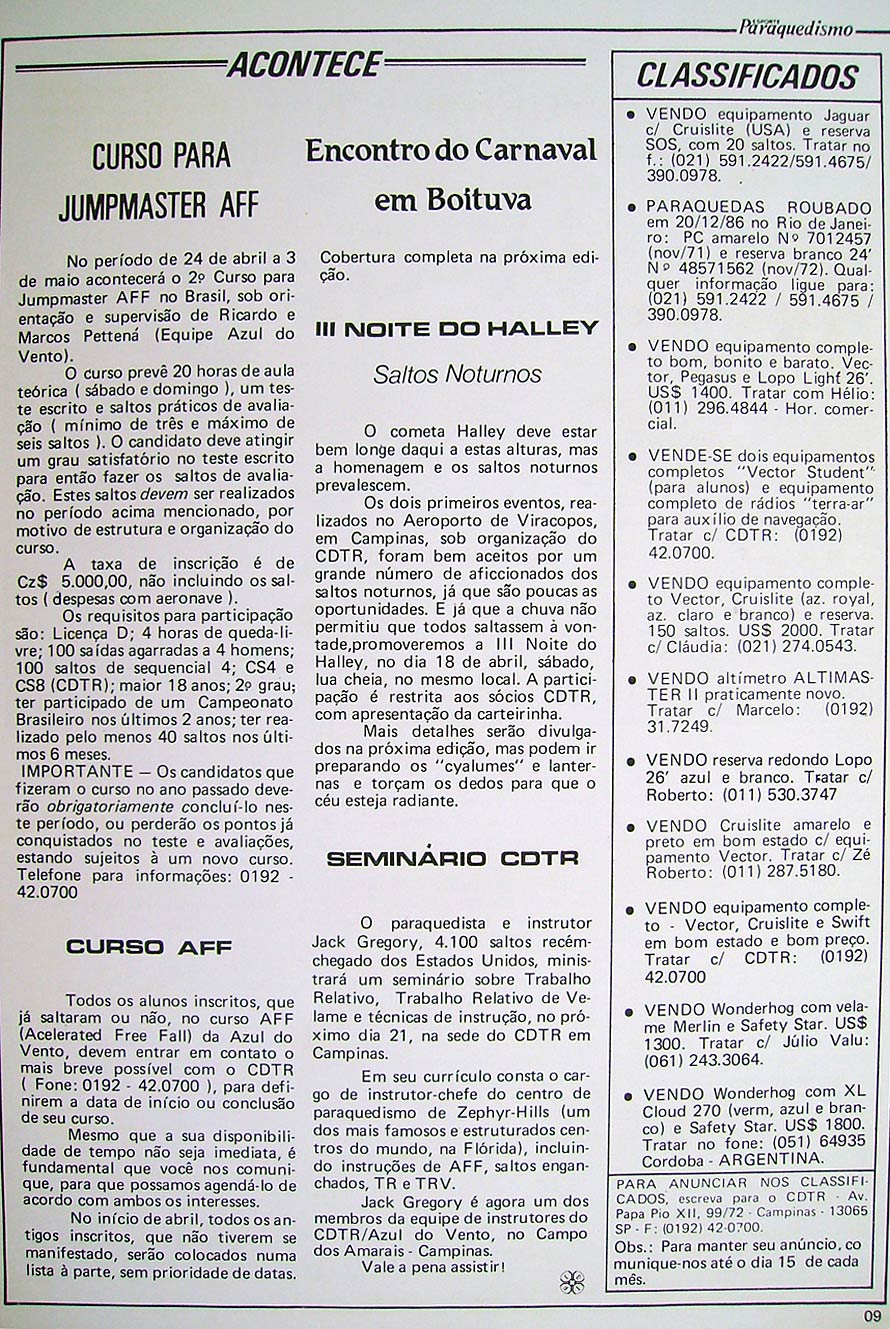 ESPORTE
Paraquedismo
ACONTECE
CURSO PARA
JUMPMASTER AFF
No período de 24 de abril a 3
de maio acontecerá o 2º Curso para
Jumpmaster AFF no Brasil, sob ori-
entação e supervisão de Ricardo e
Marcos Pettená (Equipe Azul do
Vento).
O curso prevê 20 horas de aula
teórica ( sábado e domingo ), um tes-
te escrito e saltos práticos de avalia-
ção ( mínimo de três e máximo de
seis saltos ). O candidato deve atingir
um grau satisfatório no teste escrito
para então fazer os saltos de avalia-
ção. Estes saltos devem ser realizados
no período acima mencionado, por
motivo de estrutura e organização do
curso.
A taxa de inscrição é de
Cz$ 5.000,00, não incluindo os sal-
tos ( despesas com aeronave ).
Os requisitos para participação
são: Licença D; 4 horas de queda-li-
vre; 100 saídas agarradas a 4 homens;
100 saltos de sequencial 4; CS4 e
CS8 (CDTR); maior 18 anos; 2º grau;
ter participado de um Campeonato
Brasileiro nos últimos 2 anos; ter rea-
lizado pelo menos 40 saltos nos últi-
mos 6 meses.
IMPORTANTE — Os candidatos que
fizeram o curso no ano passado deve-
rão obrigatoriamente concluí-lo nes-
te período, ou perderão os pontos já
conquistados no teste e avaliações,
estando sujeitos à um novo curso.
Telefone para informações: 0192 -
42.0700
CURSO AFF
Todos os alunos inscritos, que
já saltaram ou não, no curso AFF
(Acelerated Free Fall) da Azul do
Vento, devem entrar em contato o
mais breve possível com o CDTR
( Fone: 0192 - 42.0700 ), para defi-
nirem a data de início ou conclusão
de seu curso.
Mesmo que a sua disponibili-
dade de tempo não seja imediata, é
fundamental que você nos comuni-
que, para que possamos agendá-lo de
acordo com ambos os interesses.
No início de abril, todos os an-
tigos inscritos, que não tiverem se
manifestado, serão colocados numa
lista à parte, sem prioridade de datas.
Encontro do Carnaval
em Boituva
Cobertura completa na próxima edi-
ção.
III NOITE DO HALLEY
Saltos Noturnos
O cometa Halley deve estar
bem longe daqui a estas alturas, mas
a homenagem e os saltos noturnos
prevalescem.
Os dois primeiros eventos, rea-
lizados no Aeroporto de Viracopos,
em Campinas, sob organização do
CDTR, foram bem aceitos por um
grande número de aficcionados dos
saltos noturnos, já que são poucas as
oportunidades. E já que a chuva não
permitiu que todos saltassem à von-
tade,promoveremos a III Noite do
Halley, no dia 18 de abril, sábado,
lua cheia, no mesmo local. A partici-
pação é restrita aos sócios CDTR,
com apresentação da carteirinha.
Mais detalhes serão divulga-
dos na próxima edição, mas podem ir
preparando os "cyalumes" e lanter-
nas e torçam os dedos para que o
céu esteja radiante.
SEMINÁRIO CDTR
O paraquedista e instrutor
Jack Gregory, 4.100 saltos recém-
chegado dos Estados Unidos, minis-
trará um seminário sobre Trabalho
Relativo, Trabalho Relativo de Ve-
lame e técnicas de instrução, no pró-
ximo dia 21, na sede do CDTR em
Campinas.
Em seu currículo consta o car-
go de instrutor-chefe do centro de
paraquedismo de Zephyr-Hills (um
dos mais famosos e estruturados cen-
tros do mundo, na Flórida), incluin-
do instruções de AFF, saltos engan-
chados, TR e TRV.
Jack Gregory é agora um dos
membros da equipe de instrutores do
CDTR/Azul do Vento, no Campo
dos Amarais - Campinas.
Vale a pena assistir!
CLASSIFICADOS
• VENDO equipamento Jaguar
c/ Cruislite (USA) e reserva
SOS, com 20 saltos. Tratar no
f.: (021) 591.2422/591.4675/
390.0978.
• PARAQUEDAS ROUBADO
em 20/12/86 no Rio de Janei-
ro: PC amarelo Nº 7012457
(nov/71) e reserva branco 24'
Nº 48571562 (nov/72). Qual-
quer informação ligue para:
(021) 591.2422 / 591.4675 /
390.0978.
• VENDO equipamento comple-
to bom, bonito e barato. Vec-
tor, Pegasus e Lopo Light 26'.
US$ 1400. Tratar com Hélio:
(011) 296.4844 - Hor. comer-
cial.
• VENDE-SE dois equipamentos
completos "Vector Student"
(para alunos) e equipamento
completo de rádios "terra-ar"
para auxílio de navegação.
Tratar c/ CDTR: (0192)
42.0700.
• VENDO equipamento comple-
to Vector, Cruislite (az. royal,
az. claro e branco) e reserva.
150 saltos. US$ 2000. Tratar
c/ Cláudia: (021) 274.0543.
• VENDO altímetro ALTIMAS-
TER II praticamente novo.
Tratar c/ Marcelo: (0192)
31.7249.
• VENDO reserva redondo Lopo
26' azul e branco. Tratar c/
Roberto: (011) 530.3747
• VENDO Cruislite amarelo e
preto em bom estado c/ equi-
pamento Vector. Tratar c/ Zé
Roberto: (011) 287.5180.
• VENDO equipamento comple-
to - Vector, Cruislite e Swift
em bom estado e bom preço.
Tratar c/ CDTR: (0192)
42.0700
• VENDO Wonderhog com vela-
me Merlin e Safety Star. US$
1300. Tratar c/ Júlio Valu:
(061) 243.3064.
• VENDO Wonderhog com XL
Cloud 270 (verm, azul e bran-
co) e Safety Star. US$ 1800.
Tratar no fone: (051) 64935
Cordoba - ARGENTINA.
PARA ANUNCIAR NOS CLASSIFI-
CADOS, escreva para o CDTR - Av.
Papa Pio XII, 99/72 - Campinas - 13065
SP - F: (0192) 42-0700.
Obs.: Para manter seu anúncio, co
munique-nos até o dia 15 de cada
mês.
09